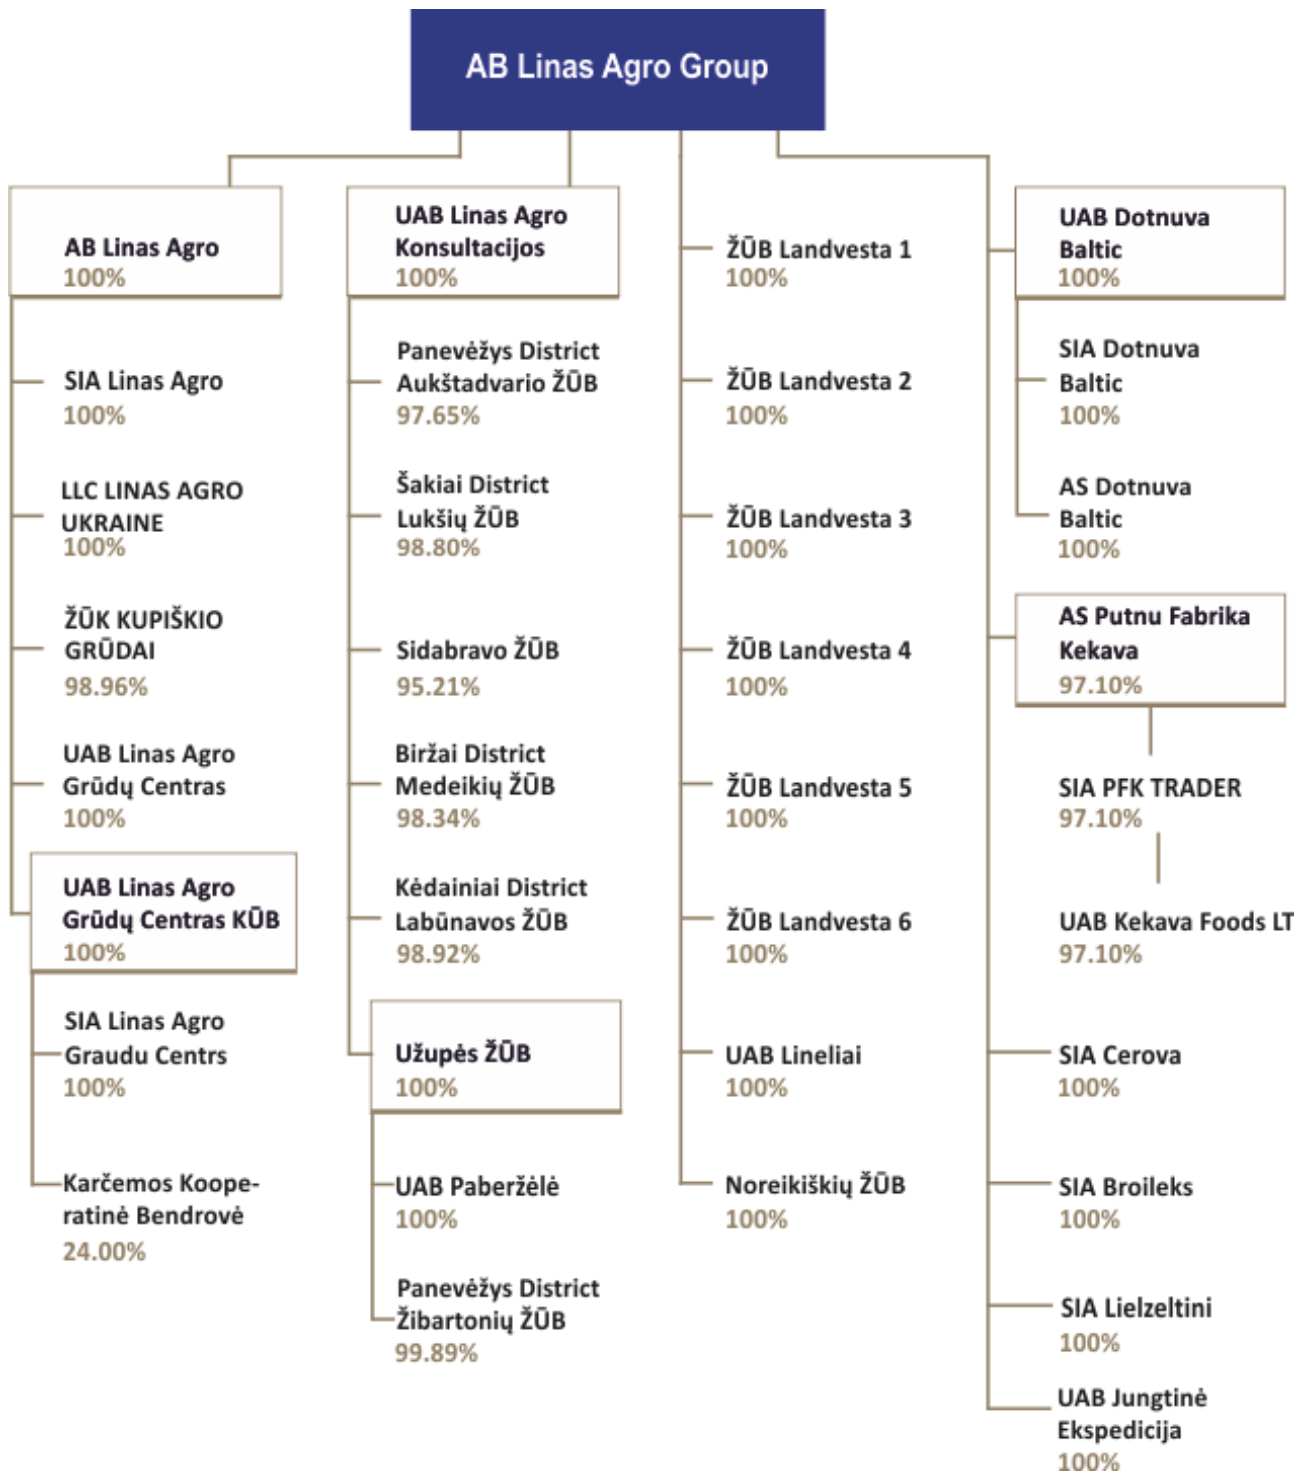 AB Linas Agro Group
AB Linas Agro
100%
SIA Linas Agro
100%
LLC LINAS AGRO
UKRAINE
100%
ŽŪK KUPIŠKIO
GRŪDAI
98.96%
UAB Linas Agro
Grūdų Centras
100%
UAB Linas Agro
Grūdų Centras KŪB
100%
SIA Linas Agro
Graudu Centrs
100%
Karčemos Koope-
ratinė Bendrovė
24.00%
UAB Linas Agro
Konsultacijos
100%
Panevėžys District
Aukštadvario ŽŪB
97.65%
Šakiai District
Lukšių ŽŪB
98.80%
Sidabravo ŽŪB
95.21%
Biržai District
Medeikių ŽŪB
98.34%
Kėdainiai District
Labūnavos ŽŪB
98.92%
Užupės ŽŪB
100%
UAB Paberžėlė
100%
Panevėžys District
Žibartonių ŽŪB
99.89%
ŽŪB Landvesta 1
100%
ŽŪB Landvesta 2
100%
ŽŪB Landvesta 3
100%
ŽŪB Landvesta 4
100%
ŽŪB Landvesta 5
100%
ŽŪB Landvesta 6
100%
UAB Lineliai
100%
Noreikiškių ŽŪB
100%
UAB Dotnuva
Baltic
100%
SIA Dotnuva
Baltic
100%
AS Dotnuva
Baltic
100%
AS Putnu Fabrika
Kekava
97.10%
SIA PFK TRADER
97.10%
UAB Kekava Foods LT
97.10%
SIA Cerova
100%
SIA Broileks
100%
SIA Lielzeltini
100%
UAB Jungtinė
Ekspedicija
100%